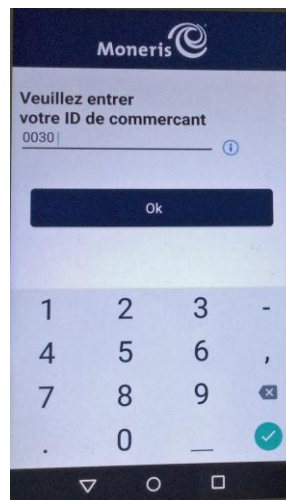 Moneris
Veuillez entrer
votre ID de commercant
0030
Ok
1 2 3 -
4 5 6 ,
7 8 9
. 0 _